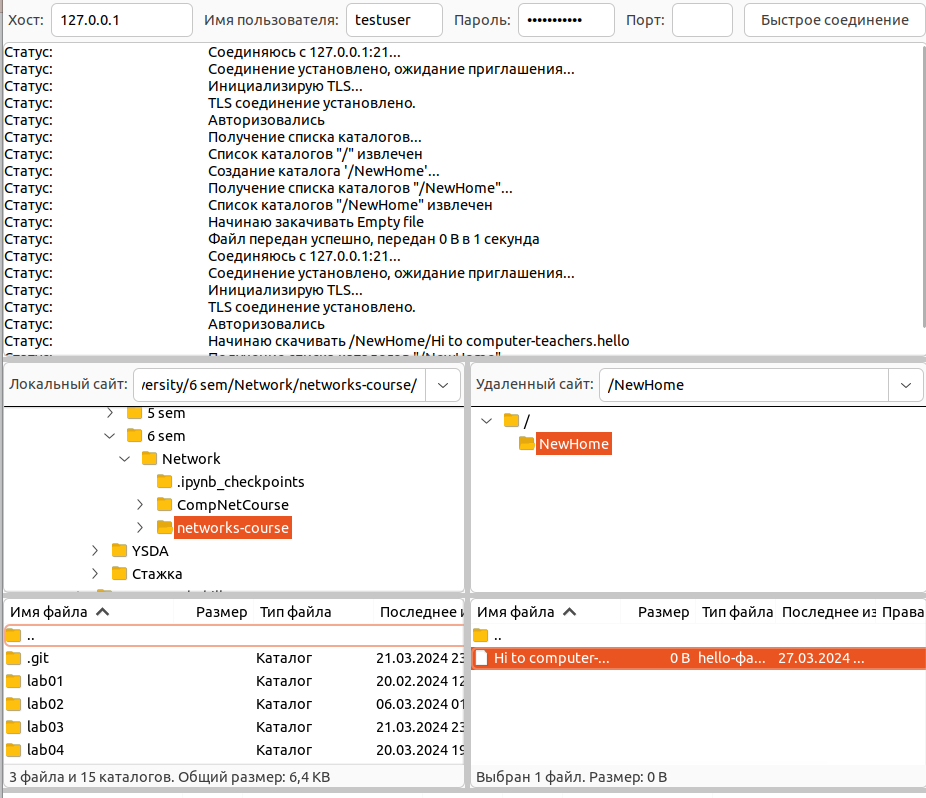 Хост: 127.0.0.1 Имя пользователя: testuser Пароль: ••••••••••• Порт: Быстрое соединение
Статус: Соединяюсь с 127.0.0.1:21...
Статус: Соединение установлено, ожидание приглашения...
Статус: Инициализирую TLS...
Статус: TLS соединение установлено.
Статус: Авторизовались
Статус: Получение списка каталогов...
Статус: Список каталогов "/" извлечен
Статус: Создание каталога '/NewHome'...
Статус: Получение списка каталогов "/NewHome"...
Статус: Список каталогов "/NewHome" извлечен
Статус: Начинаю закачивать Empty file
Статус: Файл передан успешно, передан 0 B в 1 секунда
Статус: Соединяюсь с 127.0.0.1:21...
Статус: Соединение установлено, ожидание приглашения...
Статус: Инициализирую TLS...
Статус: TLS соединение установлено.
Статус: Авторизовались
Статус: Начинаю скачивать /NewHome/Hi to computer-teachers.hello
Статус: Получение списка каталогов "/NewHome"
Локальный сайт: versity/6 sem/Network/networks-course/
5 sem
6 sem
Network
.ipynb_checkpoints
CompNetCourse
networks-course
YSDA
Стажка
Удаленный сайт: /NewHome
/
NewHome
Имя файла Размер Тип файла Последнее и
..
.git Каталог 21.03.2024 23
lab01 Каталог 20.02.2024 12
lab02 Каталог 06.03.2024 01
lab03 Каталог 21.03.2024 23
lab04 Каталог 20.03.2024 19
3 файла и 15 каталогов. Общий размер: 6,4 KB
Имя файла Размер Тип файла Последнее из Права
..
Hi to computer-... 0 B hello-фа... 27.03.2024 ...
Выбран 1 файл. Размер: 0 B